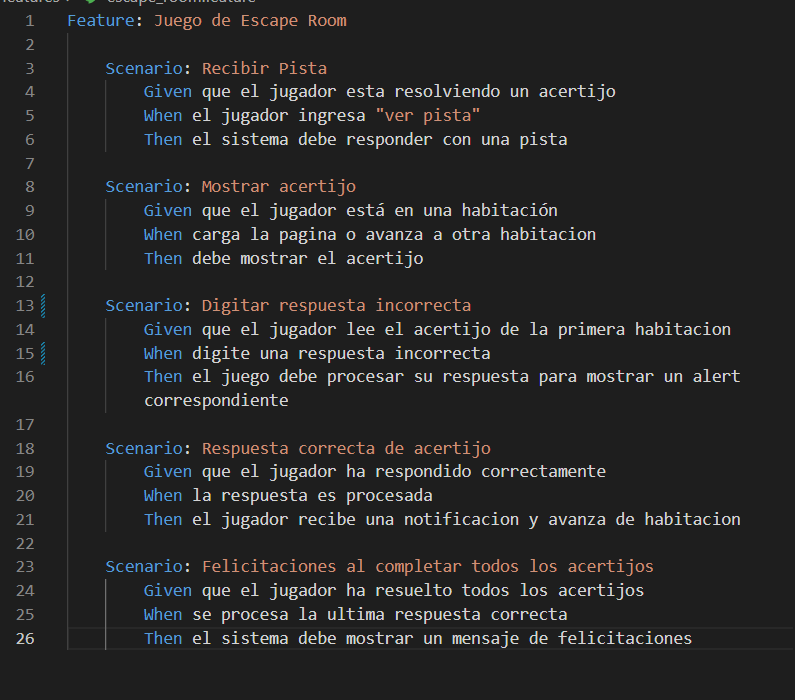 features > escape_room.feature
1 Feature: Juego de Escape Room
2
3 Scenario: Recibir Pista
4 Given que el jugador esta resolviendo un acertijo
5 When el jugador ingresa "ver pista"
6 Then el sistema debe responder con una pista
7
8 Scenario: Mostrar acertijo
9 Given que el jugador está en una habitación
10 When carga la pagina o avanza a otra habitacion
11 Then debe mostrar el acertijo
12
13 Scenario: Digitar respuesta incorrecta
14 Given que el jugador lee el acertijo de la primera habitacion
15 When digite una respuesta incorrecta
16 Then el juego debe procesar su respuesta para mostrar un alert
correspondiente
17
18 Scenario: Respuesta correcta de acertijo
19 Given que el jugador ha respondido correctamente
20 When la respuesta es procesada
21 Then el jugador recibe una notificacion y avanza de habitacion
22
23 Scenario: Felicitaciones al completar todos los acertijos
24 Given que el jugador ha resuelto todos los acertijos
25 When se procesa la ultima respuesta correcta
26 Then el sistema debe mostrar un mensaje de felicitaciones